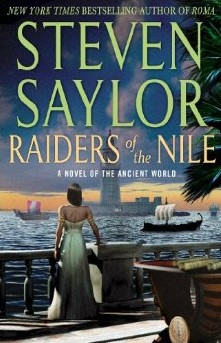 NEW YORK TIMES BESTSELLING AUTHOR OF ROMA
STEVEN
SAYLOR
RAIDERS of the NILE
A NOVEL OF THE ANCIENT WORLD